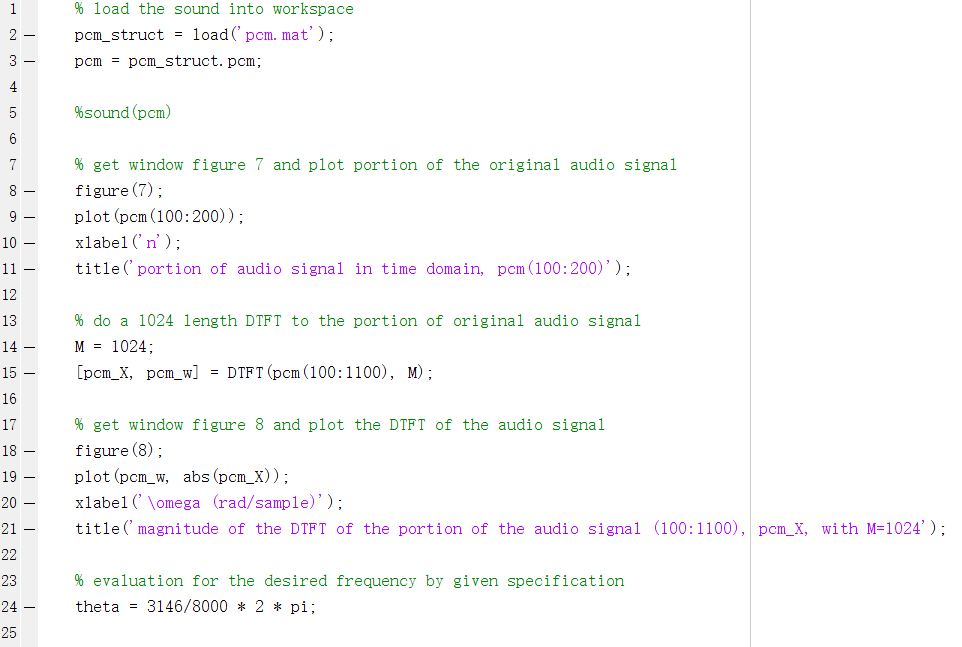 1 % load the sound into workspace
2 – pcm_struct = load('pcm.mat');
3 – pcm = pcm_struct.pcm;
4
5 %sound(pcm)
6
7 % get window figure 7 and plot portion of the original audio signal
8 – figure(7);
9 – plot(pcm(100:200));
10 – xlabel('n');
11 – title('portion of audio signal in time domain, pcm(100:200)');
12
13 % do a 1024 length DTFT to the portion of original audio signal
14 – M = 1024;
15 – [pcm_X, pcm_w] = DTFT(pcm(100:1100), M);
16
17 % get window figure 8 and plot the DTFT of the audio signal
18 – figure(8);
19 – plot(pcm_w, abs(pcm_X));
20 – xlabel('\omega (rad/sample)');
21 – title('magnitude of the DTFT of the portion of the audio signal (100:1100), pcm_X, with M=1024');
22
23 % evaluation for the desired frequency by given specification
24 – theta = 3146/8000 * 2 * pi;
25